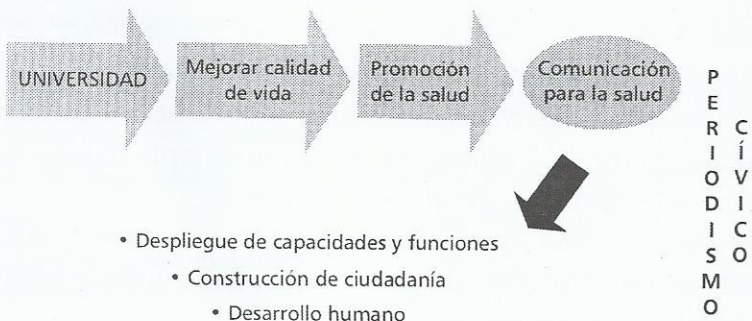 UNIVERSIDAD
Mejorar calidad
de vida
Promoción
de la salud
Comunicación
para la salud
PERIODISMO
CÍVICO
• Despliegue de capacidades y funciones
• Construcción de ciudadanía
• Desarrollo humano